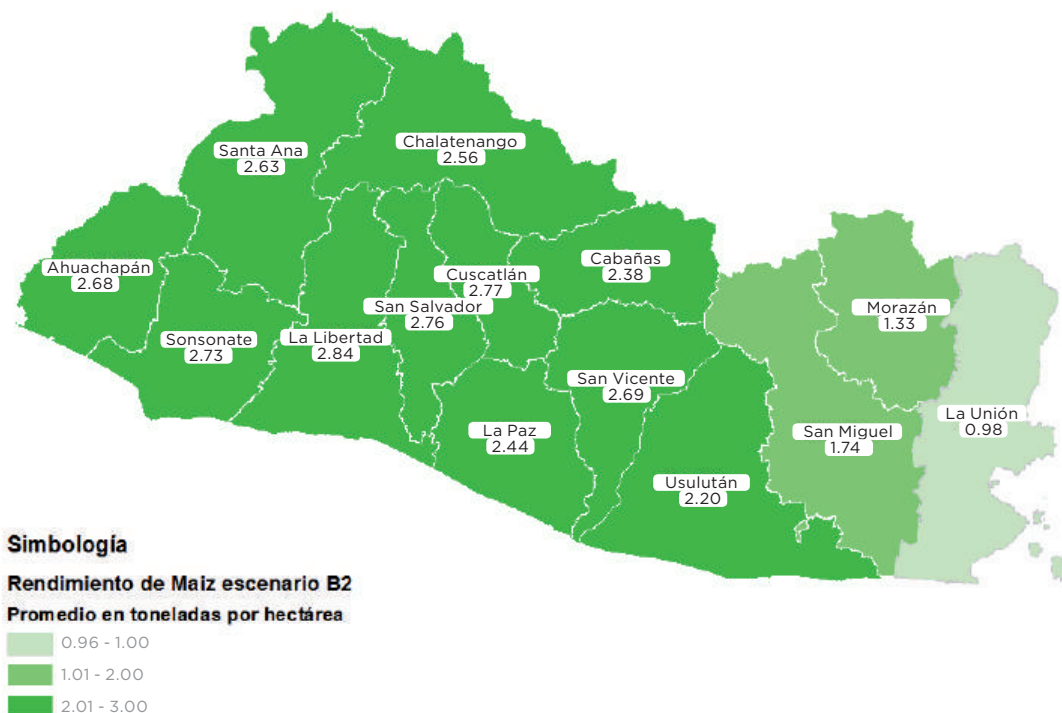 Santa Ana
2.63
Chalatenango
2.56
Ahuachapán
2.68
Sonsonate
2.73
La Libertad
2.84
San Salvador
2.76
Cuscatlán
2.77
Cabañas
2.38
San Vicente
2.69
La Paz
2.44
Usulután
2.20
San Miguel
1.74
Morazán
1.33
La Unión
0.98
Simbología
Rendimiento de Maiz escenario B2
Promedio en toneladas por hectárea
0.96 - 1.00
1.01 - 2.00
2.01 - 3.00